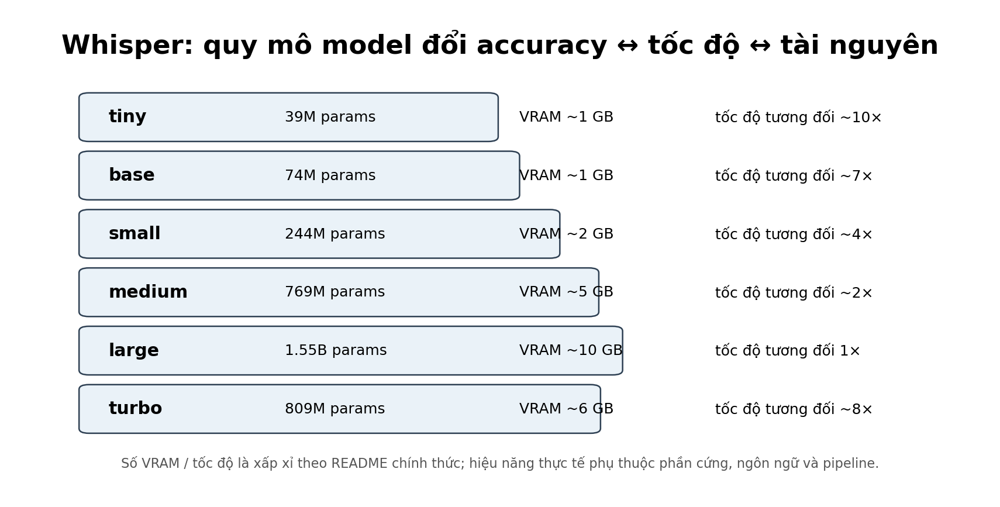 Whisper: quy mô model đổi accuracy ↔ tốc độ ↔ tài nguyên
tiny 39M params VRAM ~1 GB tốc độ tương đối ~10×
base 74M params VRAM ~1 GB tốc độ tương đối ~7×
small 244M params VRAM ~2 GB tốc độ tương đối ~4×
medium 769M params VRAM ~5 GB tốc độ tương đối ~2×
large 1.55B params VRAM ~10 GB tốc độ tương đối 1×
turbo 809M params VRAM ~6 GB tốc độ tương đối ~8×
Số VRAM / tốc độ là xấp xỉ theo README chính thức; hiệu năng thực tế phụ thuộc phần cứng, ngôn ngữ và pipeline.